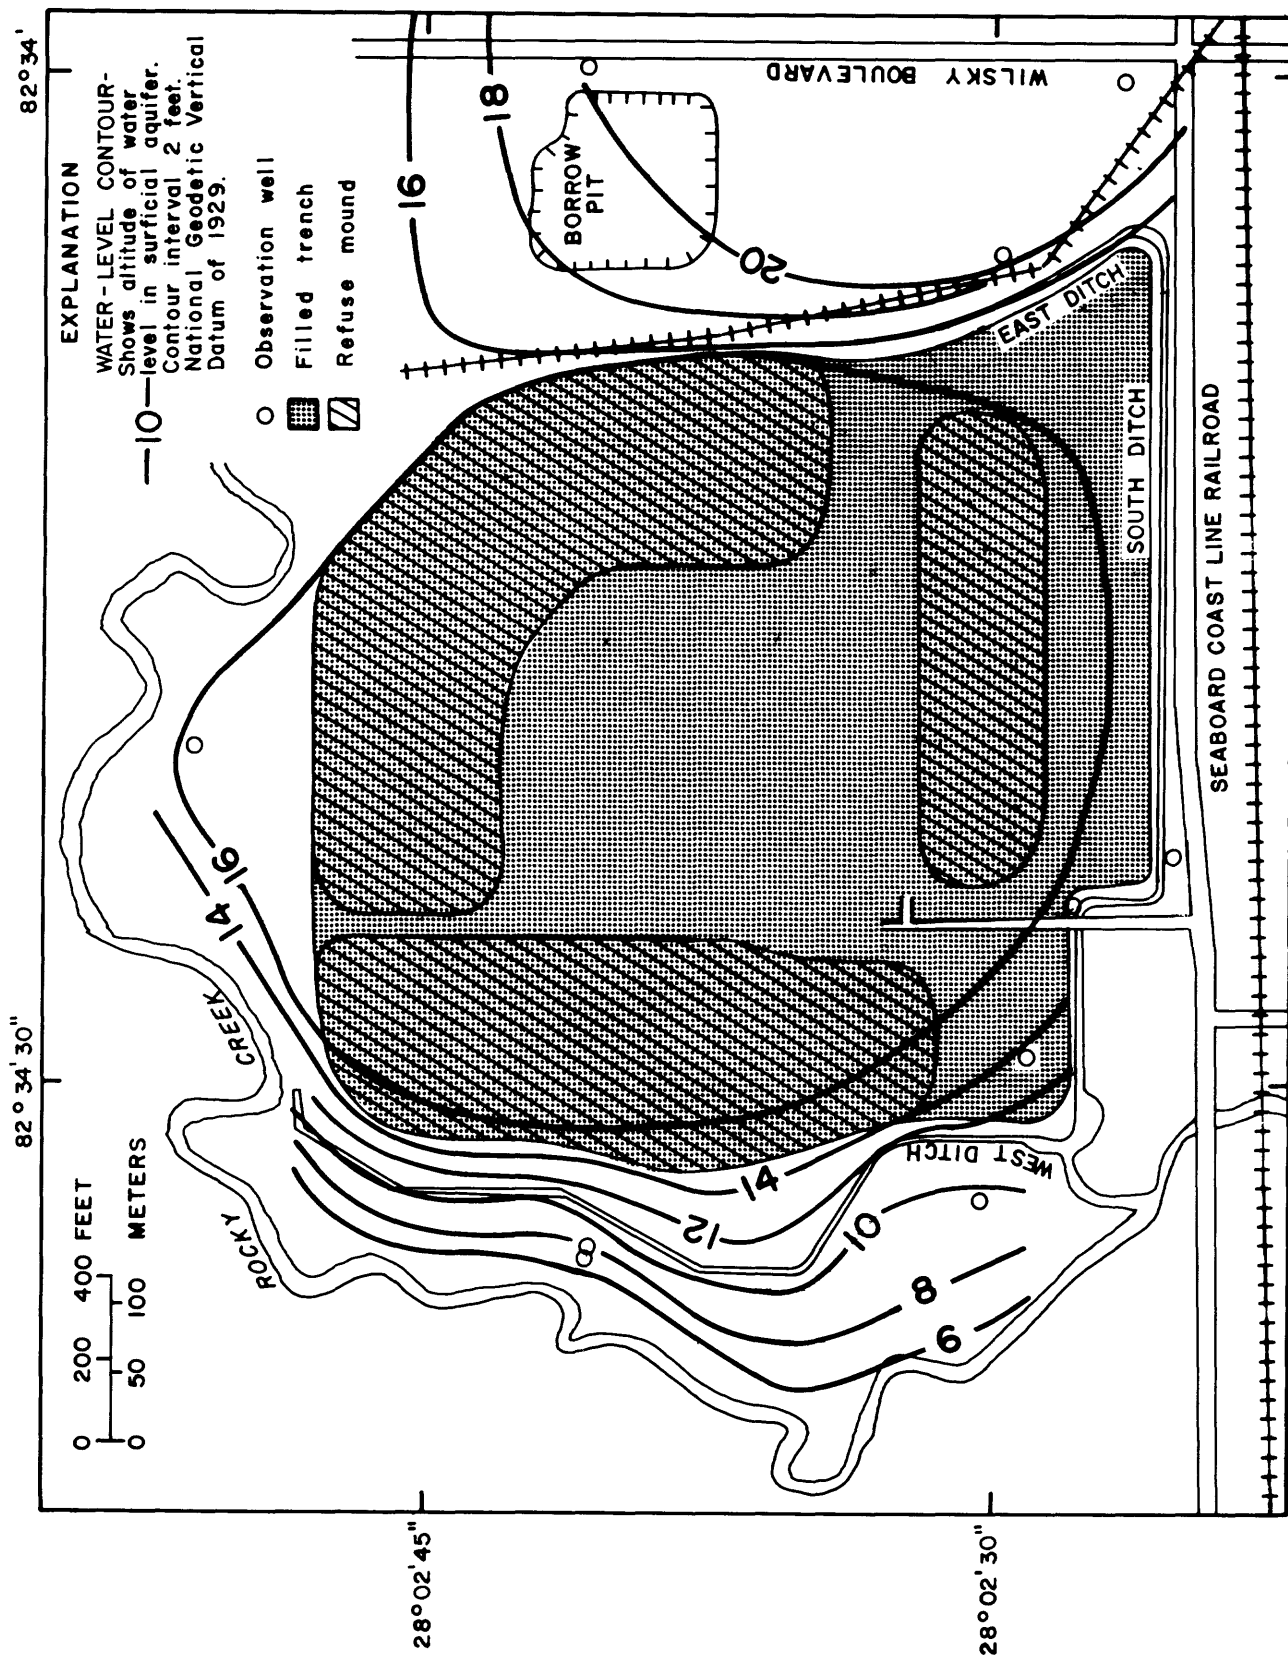 82°34'
82°34'30"
28°02'45"
28°02'30"
EXPLANATION
—10—
WATER-LEVEL CONTOUR-
Shows altitude of water
level in surficial aquifer.
Contour interval 2 feet.
National Geodetic Vertical
Datum of 1929.
Observation well
Filled trench
Refuse mound
0 200 400 FEET
0 50 100 METERS
ROCKY CREEK
14
16
16
18
20
BORROW
PIT
WILSKY BOULEVARD
EAST DITCH
SOUTH DITCH
WEST DITCH
14
12
10
8
6
SEABOARD COAST LINE RAILROAD